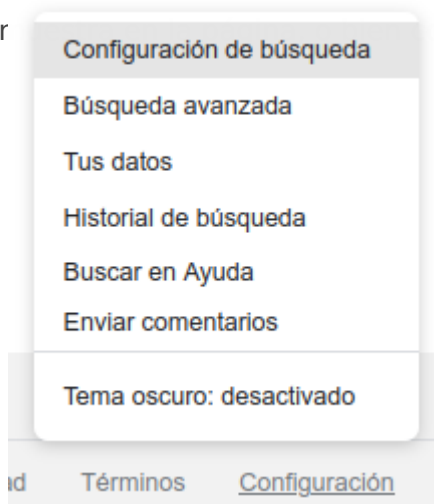 Configuración de búsqueda
Búsqueda avanzada
Tus datos
Historial de búsqueda
Buscar en Ayuda
Enviar comentarios
Tema oscuro: desactivado
Términos Configuración